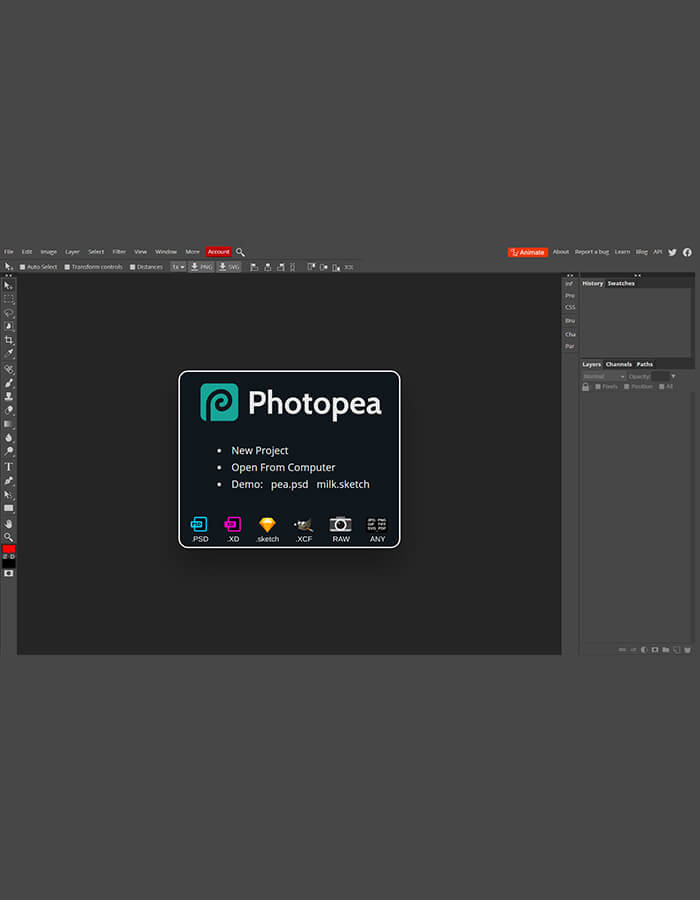 File Edit Image Layer Select Filter View Window More Account
Animate About Report a bug Learn Blog API
Auto Select Transform controls Distances 1x PNG SVG
Inf
Pro
CSS
Bru
Cha
Par
History Swatches
Layers Channels Paths
Normal Opacity:
Pixels Position All
Photopea
New Project
Open From Computer
Demo: pea.psd milk.sketch
.PSD .XD .sketch .XCF RAW ANY